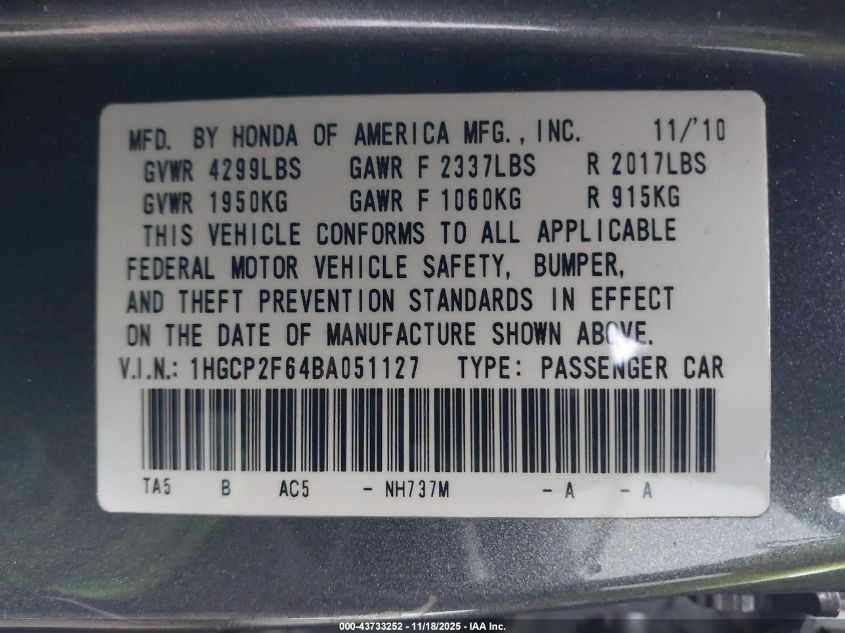 MFD. BY HONDA OF AMERICA MFG., INC. 11/'10
GVWR 4299LBS GAWR F 2337LBS R 2017LBS
GVWR 1950KG GAWR F 1060KG R 915KG
THIS VEHICLE CONFORMS TO ALL APPLICABLE
FEDERAL MOTOR VEHICLE SAFETY, BUMPER,
AND THEFT PREVENTION STANDARDS IN EFFECT
ON THE DATE OF MANUFACTURE SHOWN ABOVE.
V.I.N.: 1HGCP2F64BA051127 TYPE: PASSENGER CAR
TA5 B AC5 - NH737M - A - A
000-43733252 - 11/18/2025 - IAA Inc.